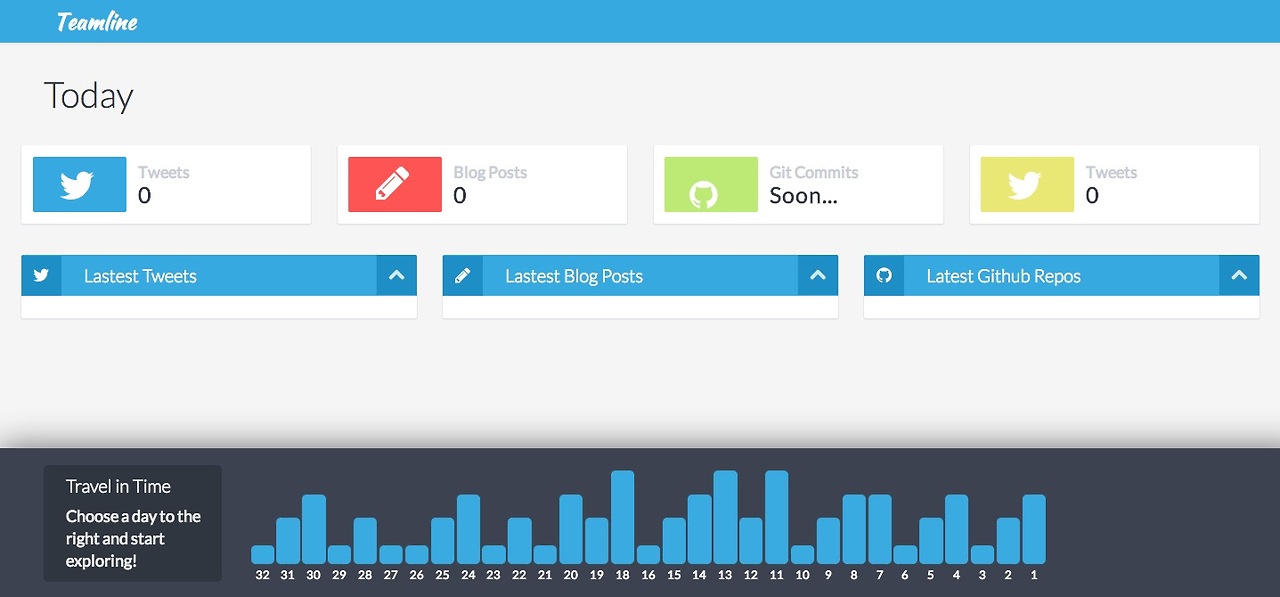 Teamline
Today
Tweets
0
Blog Posts
0
Git Commits
Soon...
Tweets
0
Lastest Tweets
Lastest Blog Posts
Latest Github Repos
Travel in Time
Choose a day to the
right and start
exploring!
32 31 30 29 28 27 26 25 24 23 22 21 20 19 18 16 15 14 13 12 11 10 9 8 7 6 5 4 3 2 1